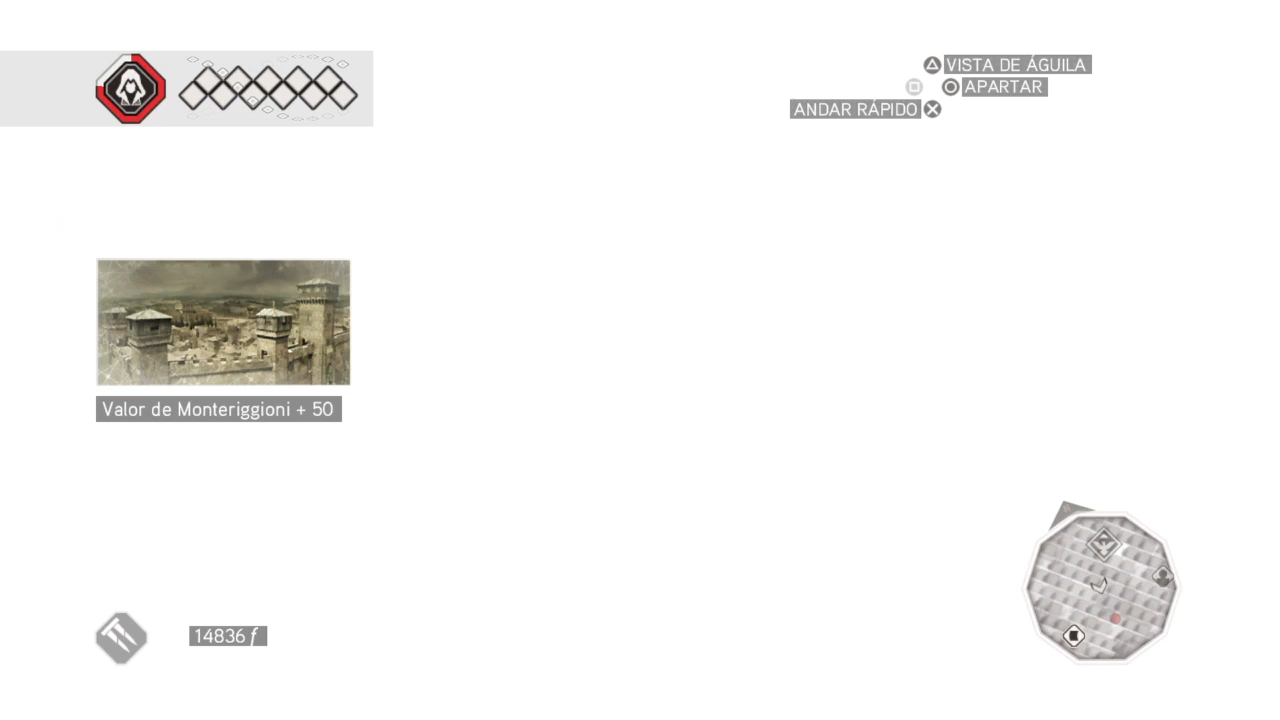 VISTA DE ÁGUILA
APARTAR
ANDAR RÁPIDO
Valor de Monteriggioni + 50
14836 ƒ